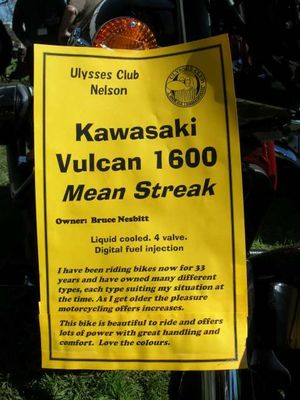 Ulysses Club
Nelson
Kawasaki
Vulcan 1600
Mean Streak
Owner: Bruce Nesbitt
Liquid cooled. 4 valve.
Digital fuel injection
I have been riding bikes now for 33
years and have owned many different
types, each type suiting my situation at
the time. As I get older the pleasure
motorcycling offers increases.
This bike is beautiful to ride and offers
lots of power with great handling and
comfort. Love the colours.